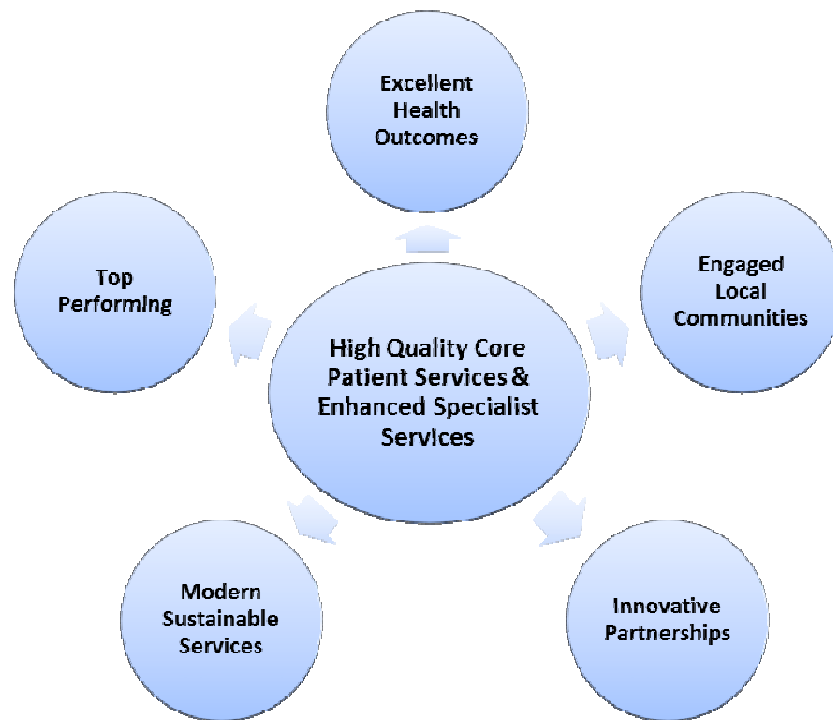 Excellent
Health
Outcomes
Top
Performing
Engaged
Local
Communities
High Quality Core
Patient Services &
Enhanced Specialist
Services
Modern
Sustainable
Services
Innovative
Partnerships